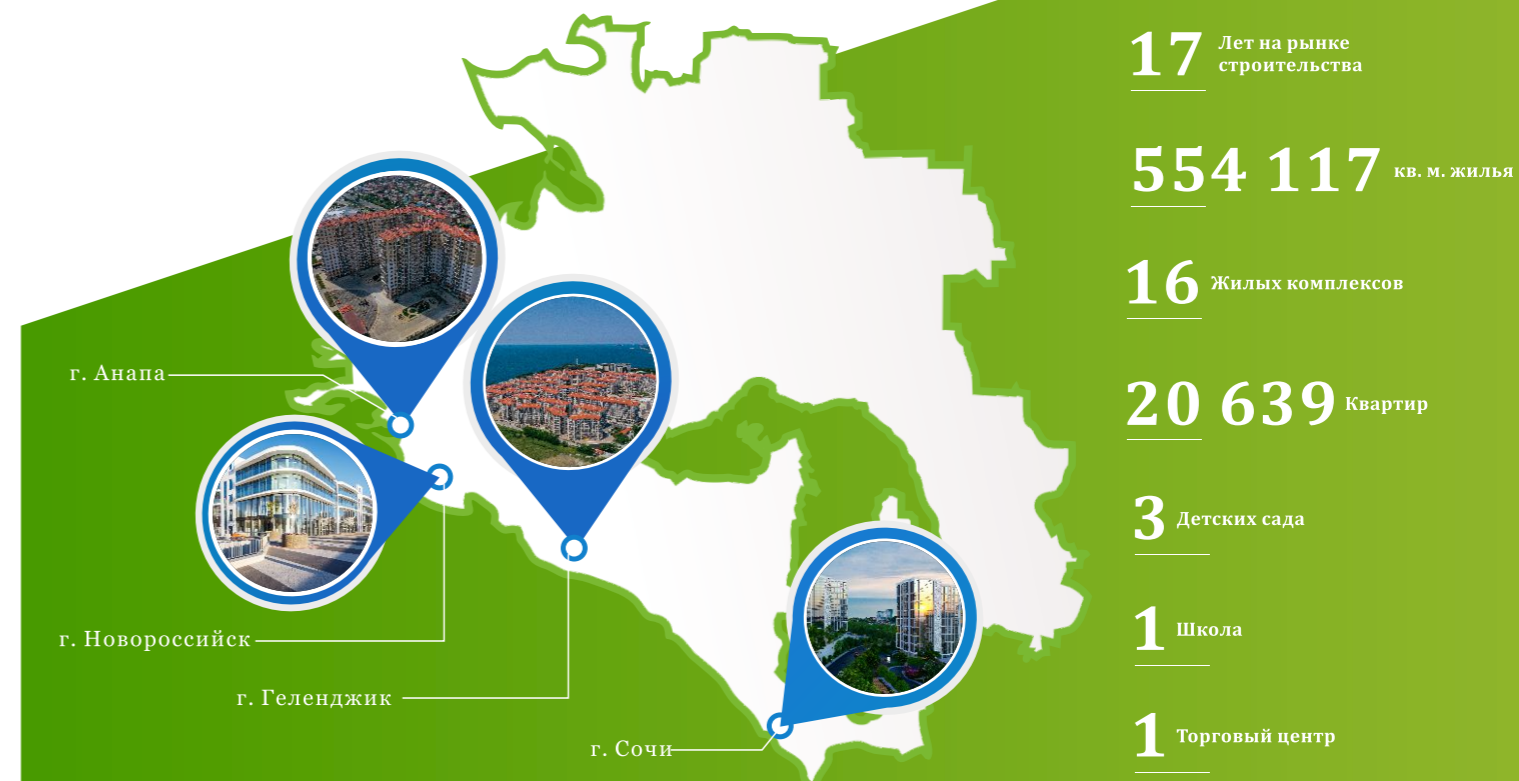 17 Лет на рынке
строительства
554 117 кв. м. жилья
16 Жилых комплексов
20 639 Квартир
3 Детских сада
1 Школа
1 Торговый центр
г. Анапа
г. Новороссийск
г. Геленджик
г. Сочи